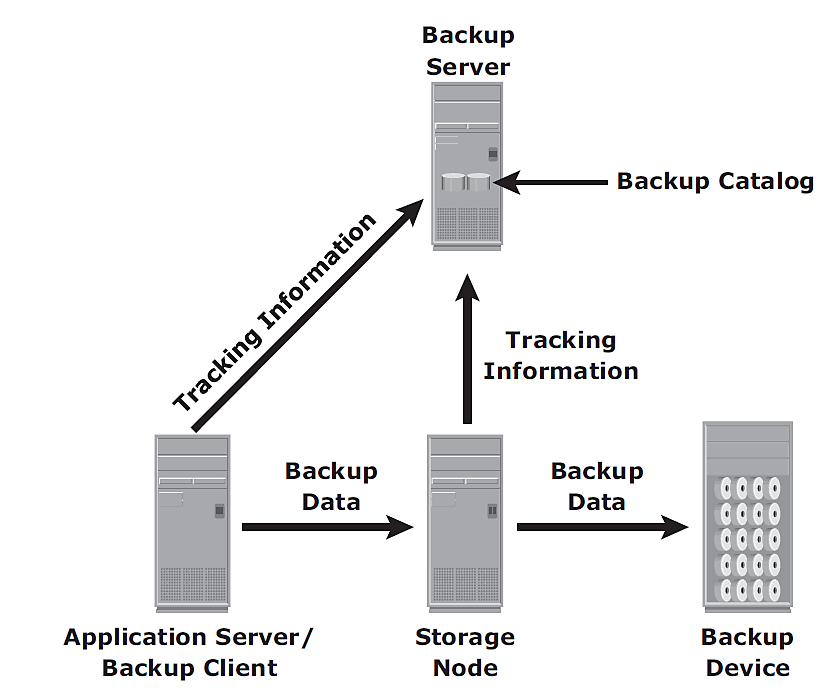 Backup
Server
Backup Catalog
Tracking Information
Tracking
Information
Backup
Data
Backup
Data
Application Server/
Backup Client
Storage
Node
Backup
Device